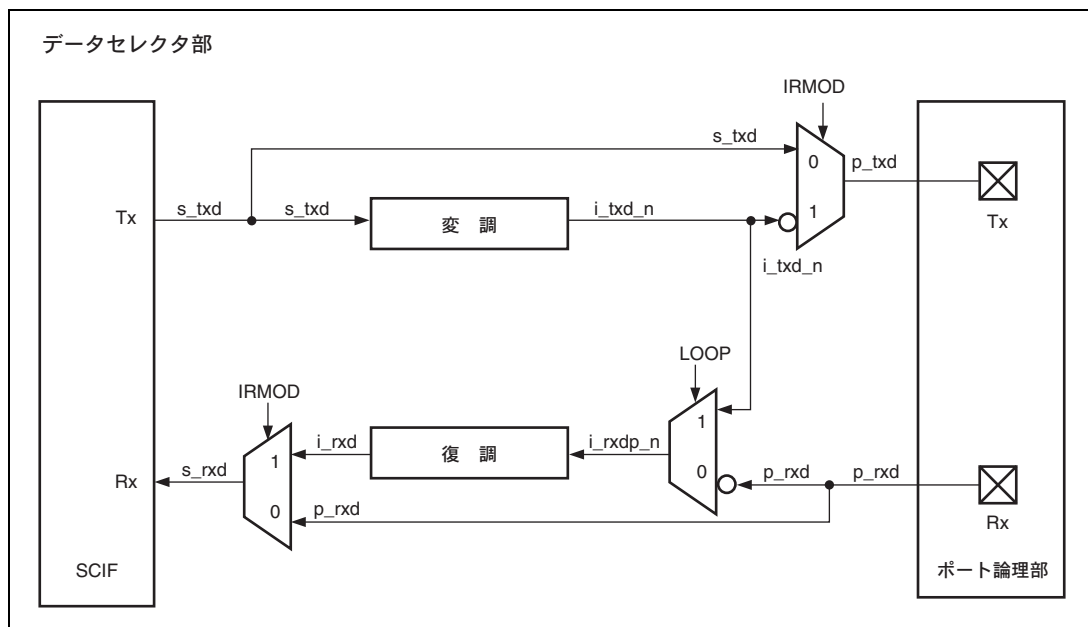 データセレクタ部
IRMOD
s_txd
0
p_txd
Tx
s_txd
s_txd
変 調
i_txd_n
1
Tx
i_txd_n
LOOP
IRMOD
1
i_rxd
復 調
i_rxdp_n
1
0
p_rxd
p_rxd
Rx
s_rxd
0
p_rxd
Rx
SCIF
ポート論理部